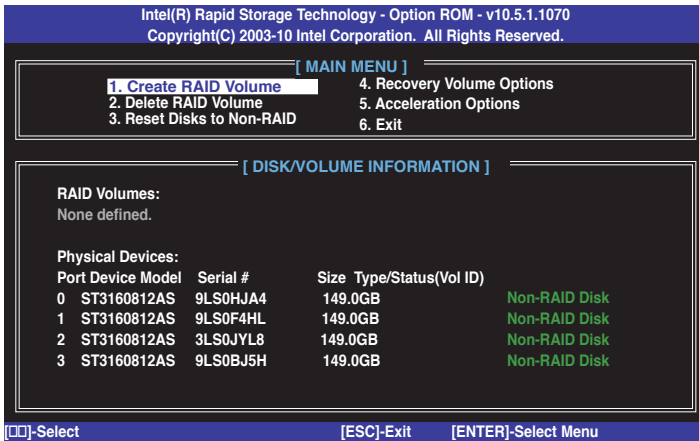 Intel(R) Rapid Storage Technology - Option ROM - v10.5.1.1070
Copyright(C) 2003-10 Intel Corporation. All Rights Reserved.
[ MAIN MENU ]
1. Create RAID Volume
2. Delete RAID Volume
3. Reset Disks to Non-RAID
4. Recovery Volume Options
5. Acceleration Options
6. Exit
[ DISK/VOLUME INFORMATION ]
RAID Volumes:
None defined.
Physical Devices:
Port Device Model Serial # Size Type/Status(Vol ID)
0 ST3160812AS 9LS0HJA4 149.0GB Non-RAID Disk
1 ST3160812AS 9LS0F4HL 149.0GB Non-RAID Disk
2 ST3160812AS 3LS0JYL8 149.0GB Non-RAID Disk
3 ST3160812AS 9LS0BJ5H 149.0GB Non-RAID Disk
[□□]-Select [ESC]-Exit [ENTER]-Select Menu